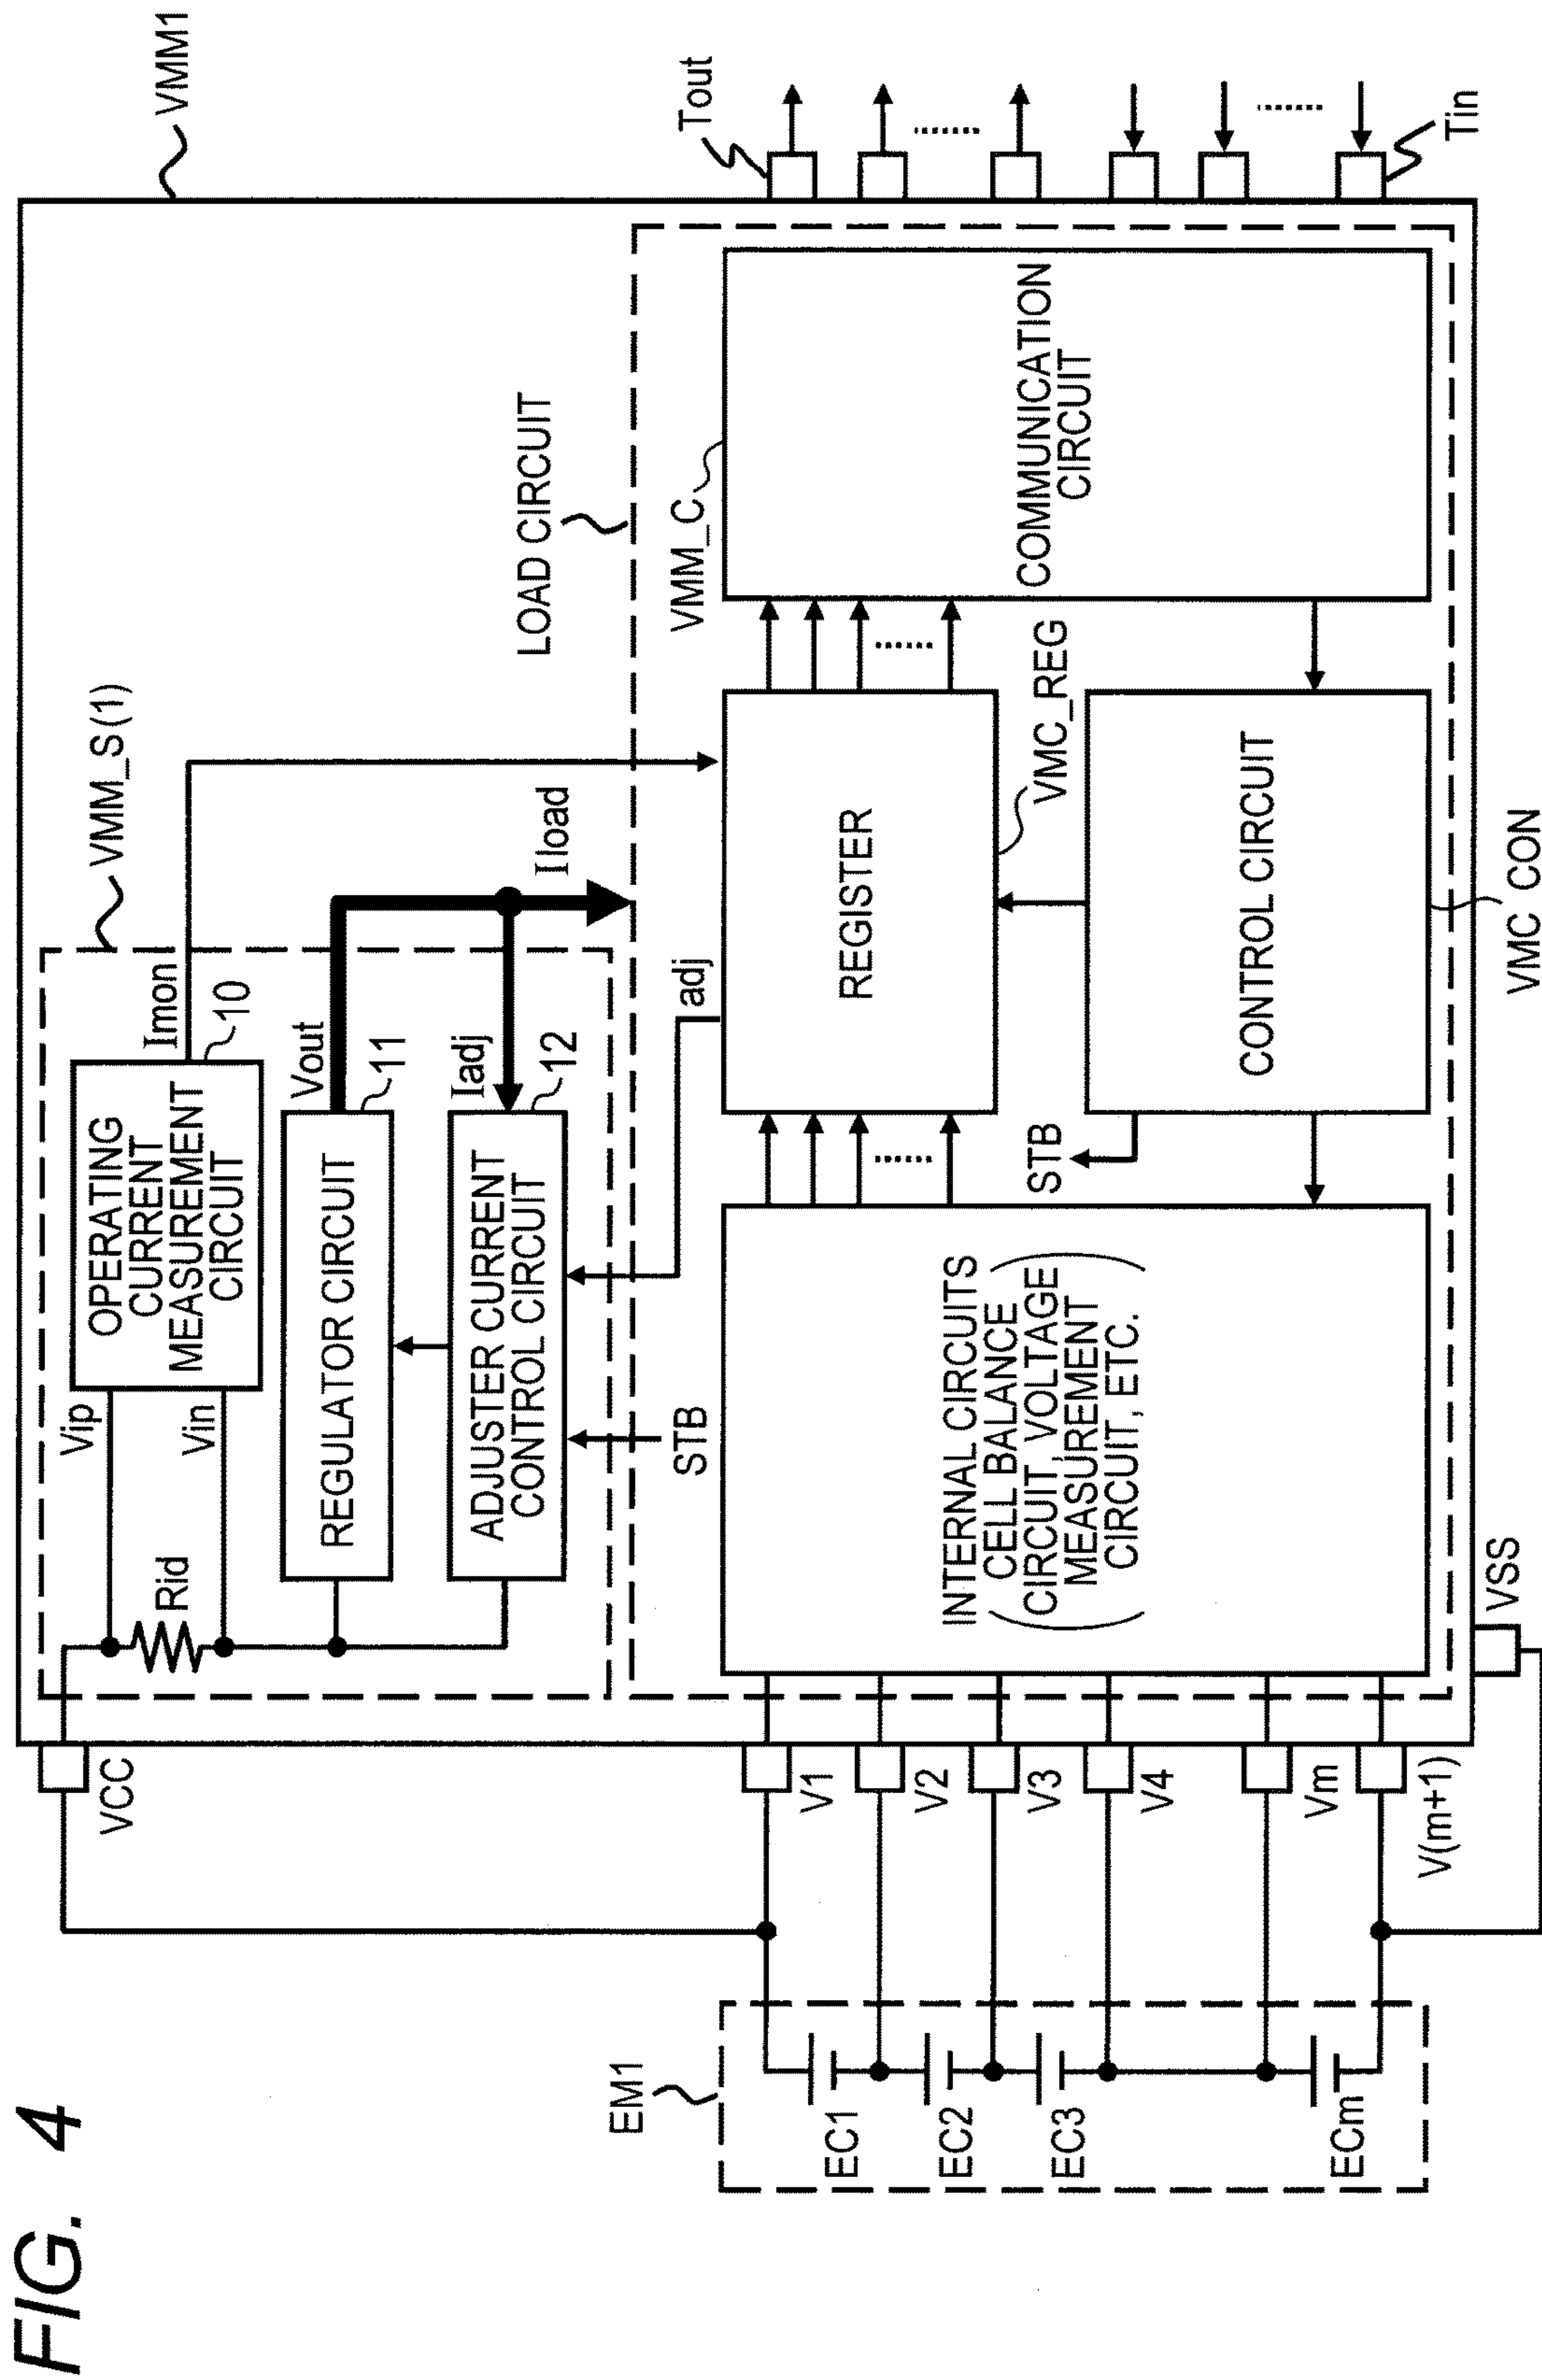 FIG. 4
VMM1
VMM_S(1)
VCC
Vip
Vin
Rid
OPERATING
CURRENT
MEASUREMENT
CIRCUIT
Imon
10
REGULATOR CIRCUIT
Vout
11
ADJUSTER CURRENT
CONTROL CIRCUIT
Iadj
12
Iload
LOAD CIRCUIT
STB
adj
EM1
EC1
EC2
EC3
ECm
V1
V2
V3
V4
Vm
V(m+1)
VSS
INTERNAL CIRCUITS
(CELL BALANCE
CIRCUIT, VOLTAGE
MEASUREMENT
CIRCUIT, ETC.)
STB
REGISTER
VMC_REG
CONTROL CIRCUIT
VMC CON
VMM_C
COMMUNICATION
CIRCUIT
Tout
Tin